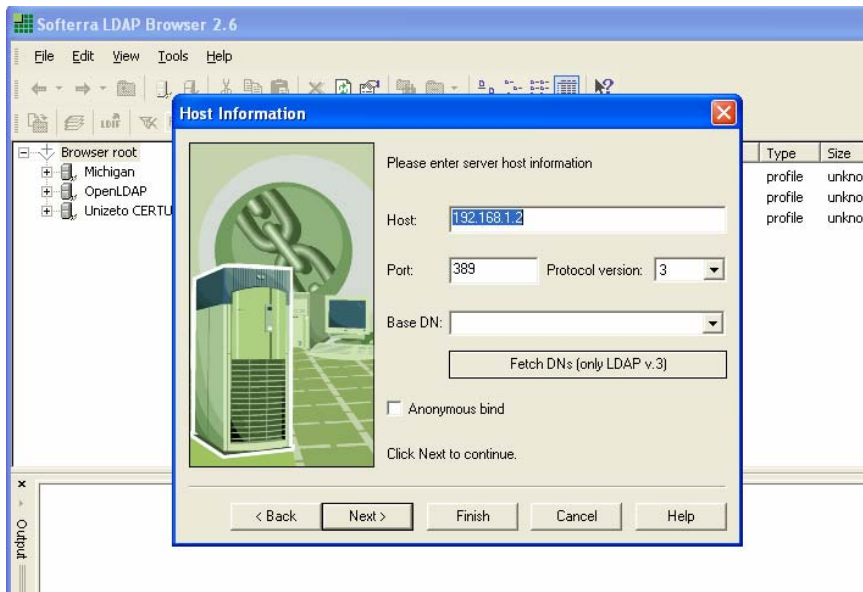 Softerra LDAP Browser 2.6
File Edit View Tools Help
LDIF
Host Information
Browser root
Michigan
OpenLDAP
Unizeto CERTU
Type Size
profile unkno
profile unkno
profile unkno
Please enter server host information
Host: 192.168.1.2
Port: 389 Protocol version: 3
Base DN:
Fetch DNs (only LDAP v.3)
Anonymous bind
Click Next to continue.
< Back Next > Finish Cancel Help
Output